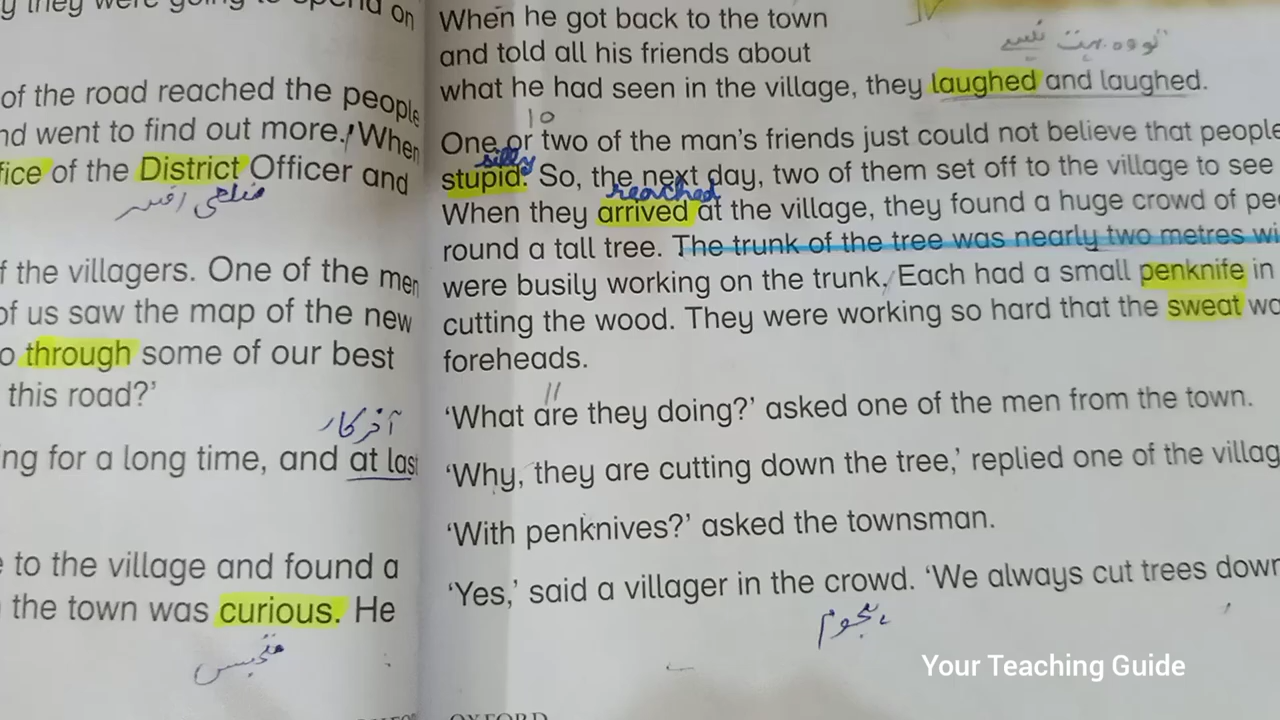 y they were going to spend on
of the road reached the people
nd went to find out more. When
fice of the District Officer and
ضلعی افسر
f the villagers. One of the men
of us saw the map of the new
o through some of our best
this road?’
آخرکار
ng for a long time, and at last
e to the village and found a
the town was curious. He
متجسس
When he got back to the town
and told all his friends about
تو وہ بہت ہنسے
what he had seen in the village, they laughed and laughed.
10
One or two of the man’s friends just could not believe that people
silly
stupid. So, the next day, two of them set off to the village to see
reached
When they arrived at the village, they found a huge crowd of pe
round a tall tree. The trunk of the tree was nearly two metres wi
were busily working on the trunk. Each had a small penknife in
cutting the wood. They were working so hard that the sweat wa
foreheads.
11
‘What are they doing?’ asked one of the men from the town.
‘Why, they are cutting down the tree,’ replied one of the villag
‘With penknives?’ asked the townsman.
‘Yes,’ said a villager in the crowd. ‘We always cut trees down
ہجوم
Your Teaching Guide
OXFORD